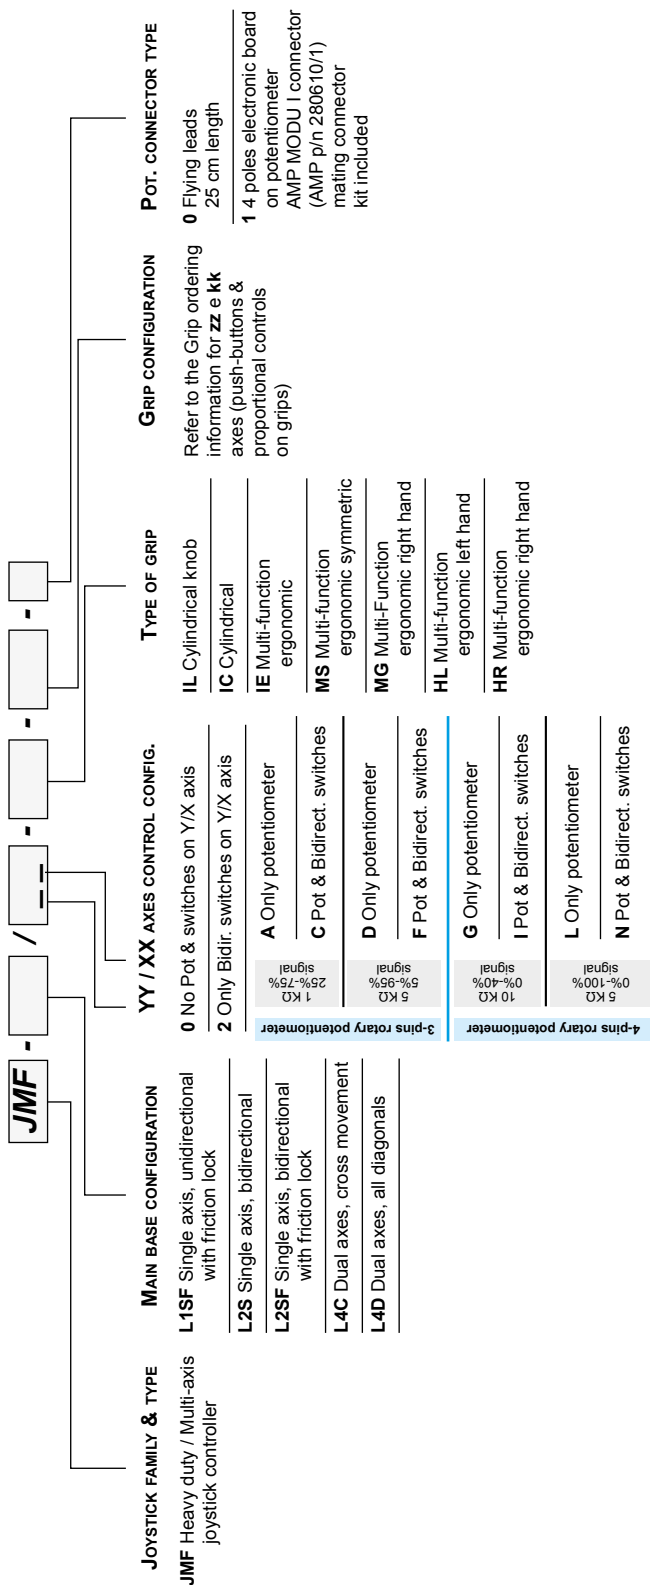 JMF - / _ _ - - -
JOYSTICK FAMILY & TYPE
JMF Heavy duty / Multi-axis
joystick controller
MAIN BASE CONFIGURATION
L1SF Single axis, unidirectional
with friction lock
L2S Single axis, bidirectional
L2SF Single axis, bidirectional
with friction lock
L4C Dual axes, cross movement
L4D Dual axes, all diagonals
YY / XX AXES CONTROL CONFIG.
0 No Pot & switches on Y/X axis
2 Only Bidir. switches on Y/X axis
3-pins rotary potentiometer
1 KΩ
25%-75%
signal
A Only potentiometer
C Pot & Bidirect. switches
5 KΩ
5%-95%
signal
D Only potentiometer
F Pot & Bidirect. switches
4-pins rotary potentiometer
10 KΩ
0%-40%
signal
G Only potentiometer
I Pot & Bidirect. switches
5 KΩ
0%-100%
signal
L Only potentiometer
N Pot & Bidirect. switches
TYPE OF GRIP
IL Cylindrical knob
IC Cylindrical
IE Multi-function
ergonomic
MS Multi-function
ergonomic symmetric
MG Multi-Function
ergonomic right hand
HL Multi-function
ergonomic left hand
HR Multi-function
ergonomic right hand
GRIP CONFIGURATION
Refer to the Grip ordering
information for zz e kk
axes (push-buttons &
proportional controls
on grips)
POT. CONNECTOR TYPE
0 Flying leads
25 cm length
1 4 poles electronic board
on potentiometer
AMP MODU I connector
(AMP p/n 280610/1)
mating connector
kit included